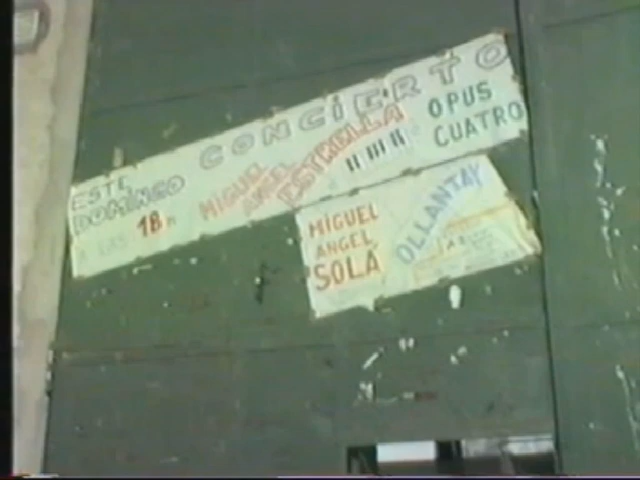 CONCIERTO
ESTE
DOMINGO
A LAS 18 H
MIGUEL
ANGEL
ESTRELLA
OPUS
CUATRO
MIGUEL
ANGEL
SOLA
OLLANTAY